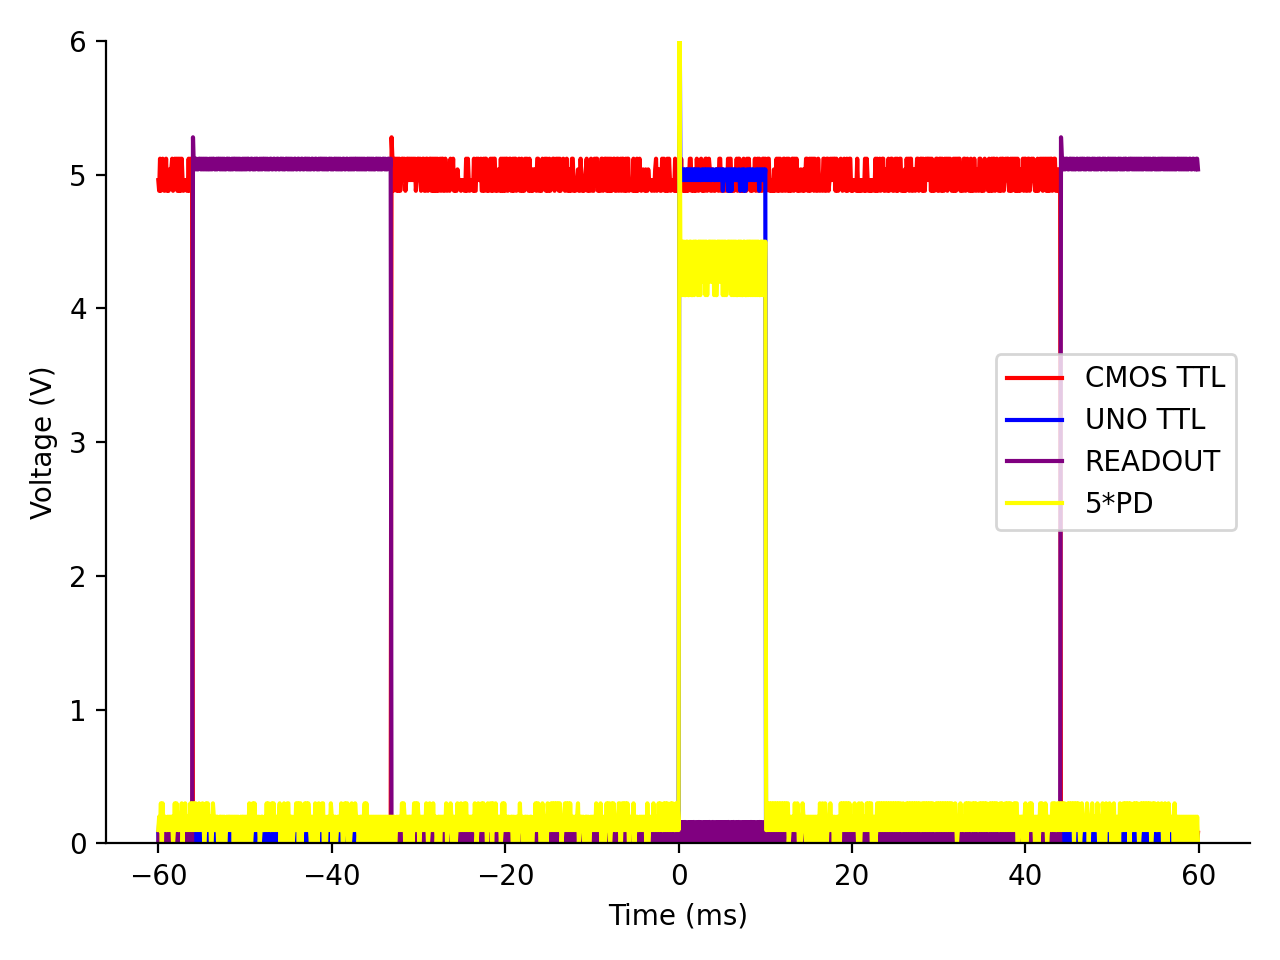 6
5
4
3
2
1
0
Voltage (V)
CMOS TTL
UNO TTL
READOUT
5*PD
−60 −40 −20 0 20 40 60
Time (ms)